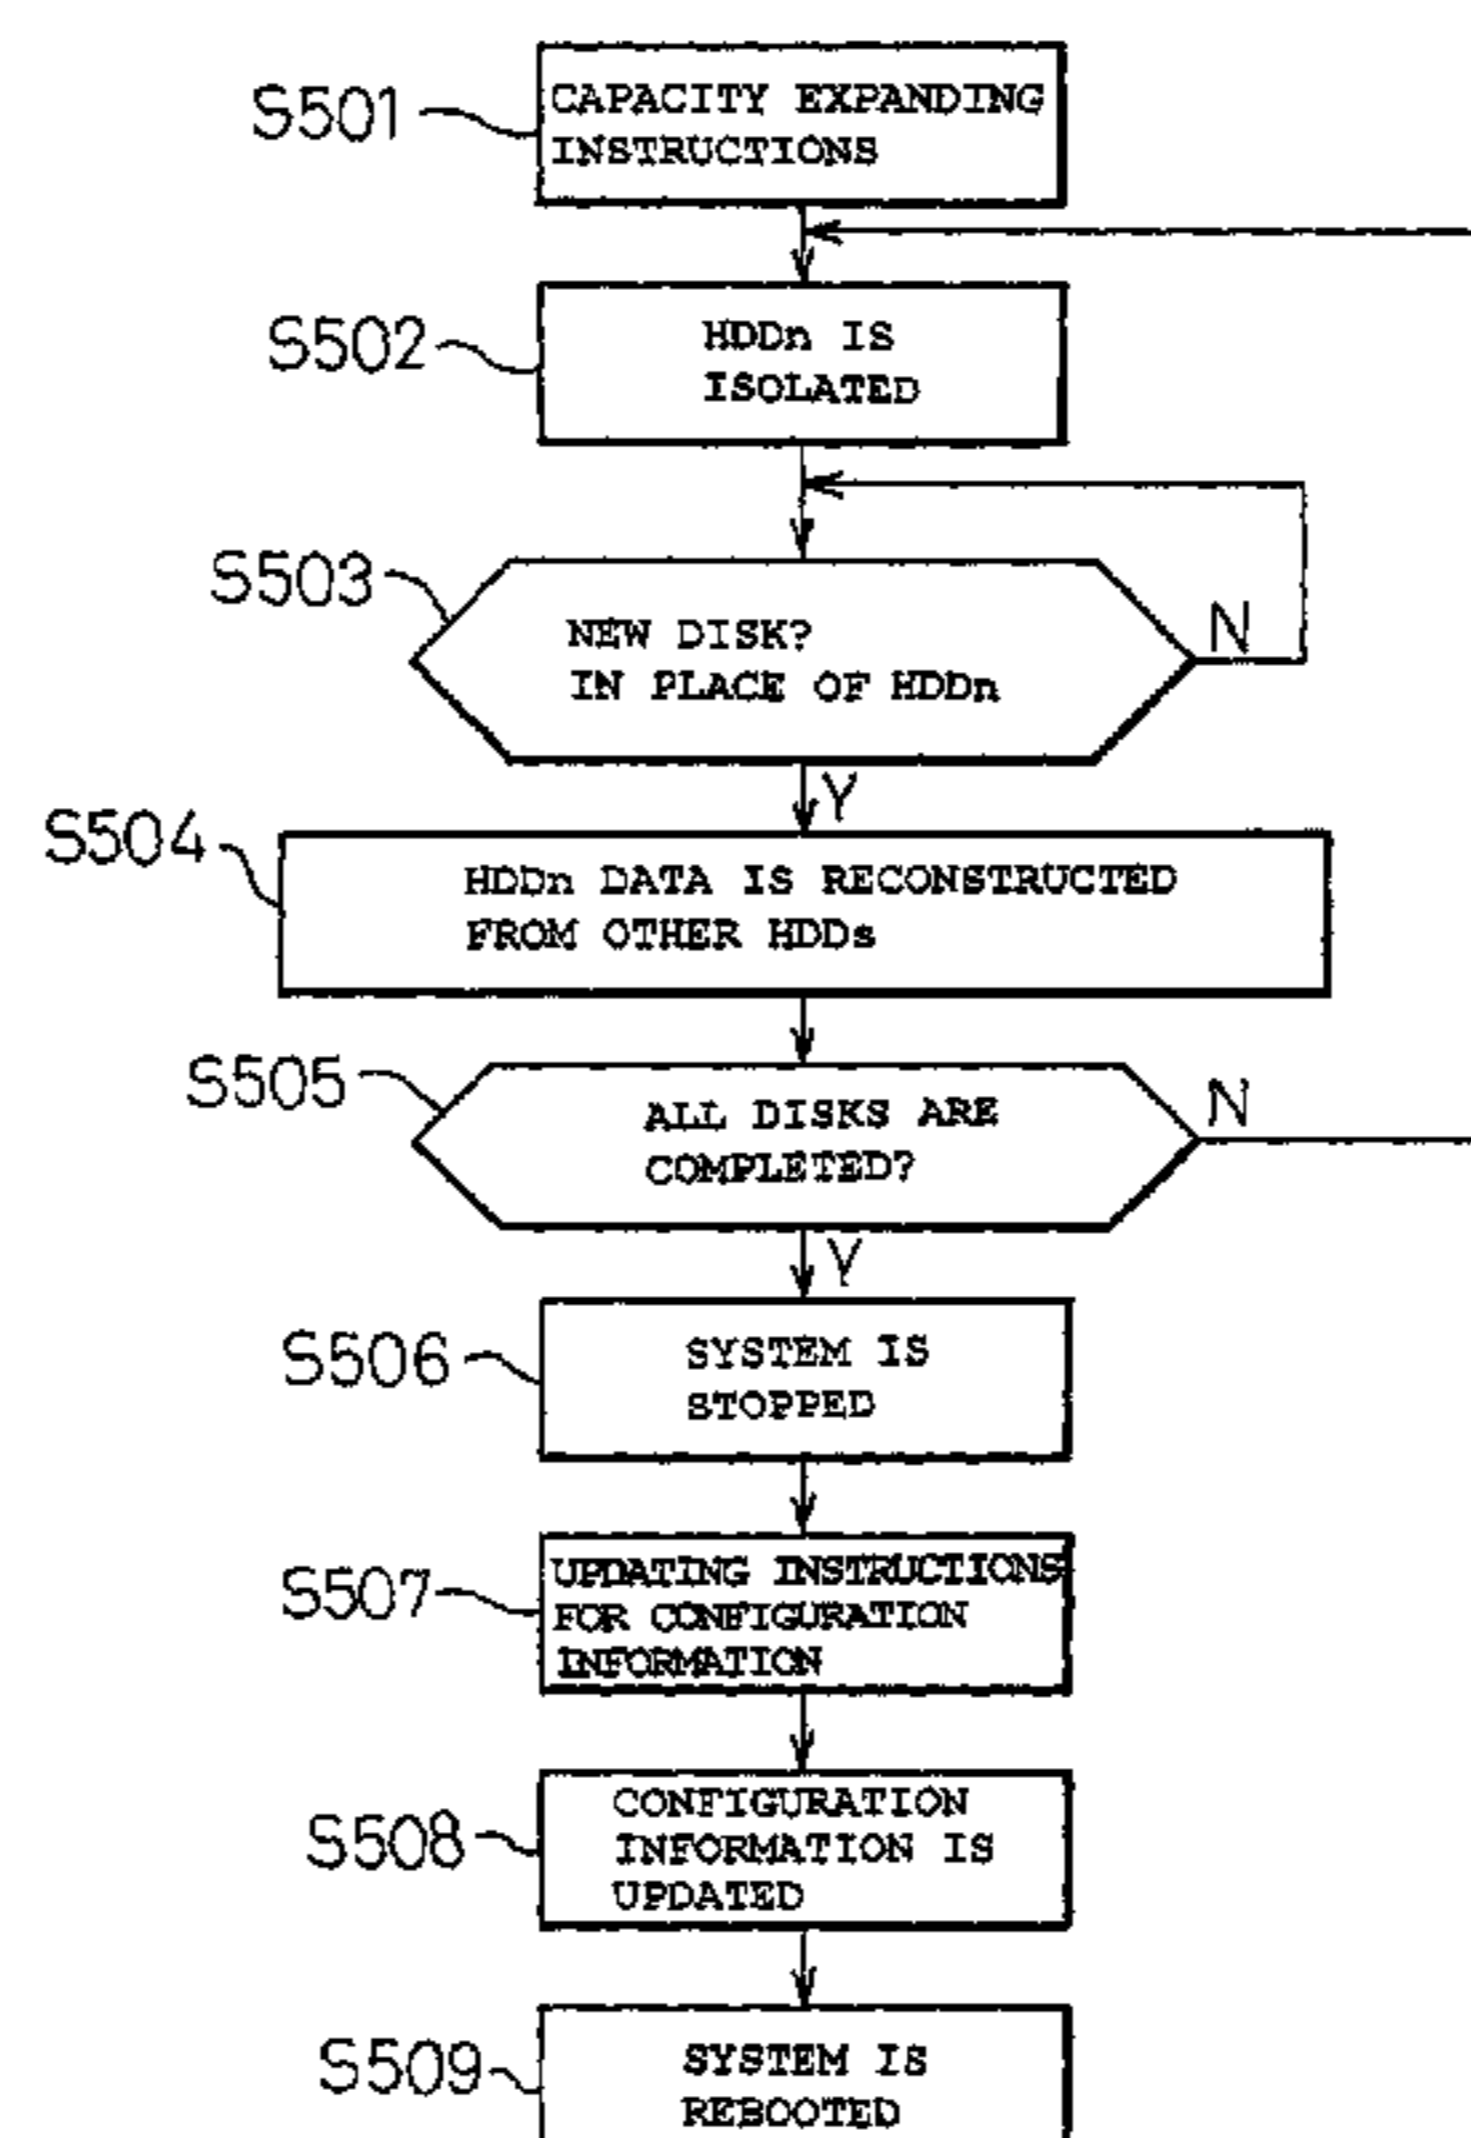 S501
CAPACITY EXPANDING
INSTRUCTIONS
S502
HDDn IS
ISOLATED
S503
NEW DISK?
IN PLACE OF HDDn
N
Y
S504
HDDn DATA IS RECONSTRUCTED
FROM OTHER HDDs
S505
ALL DISKS ARE
COMPLETED?
N
Y
S506
SYSTEM IS
STOPPED
S507
UPDATING INSTRUCTIONS
FOR CONFIGURATION
INFORMATION
S508
CONFIGURATION
INFORMATION IS
UPDATED
S509
SYSTEM IS
REBOOTED